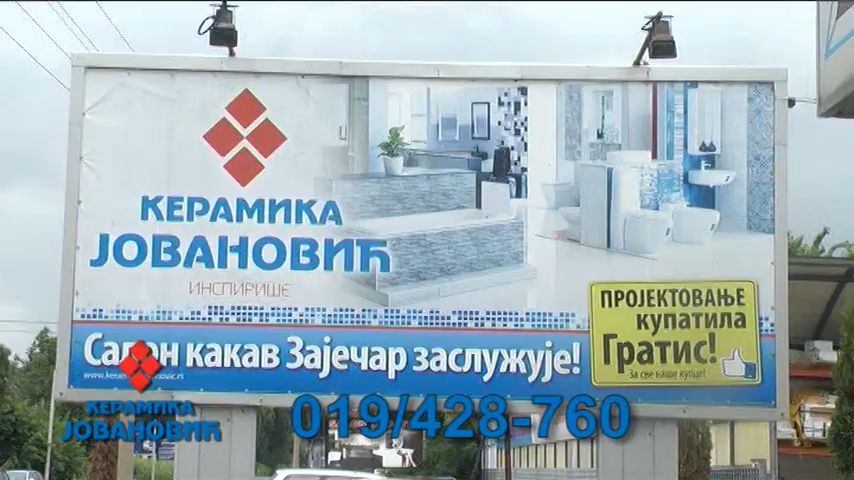 КЕРАМИКА
ЈОВАНОВИЋ
ИНСПИРИШЕ
ПРОЈЕКТОВАЊЕ
КУПАТИЛА
Гратис!
За све наше купце!
Салон какав Зајечар заслужује!
КЕРАМИКА
ЈОВАНОВИЋ
019/428-760